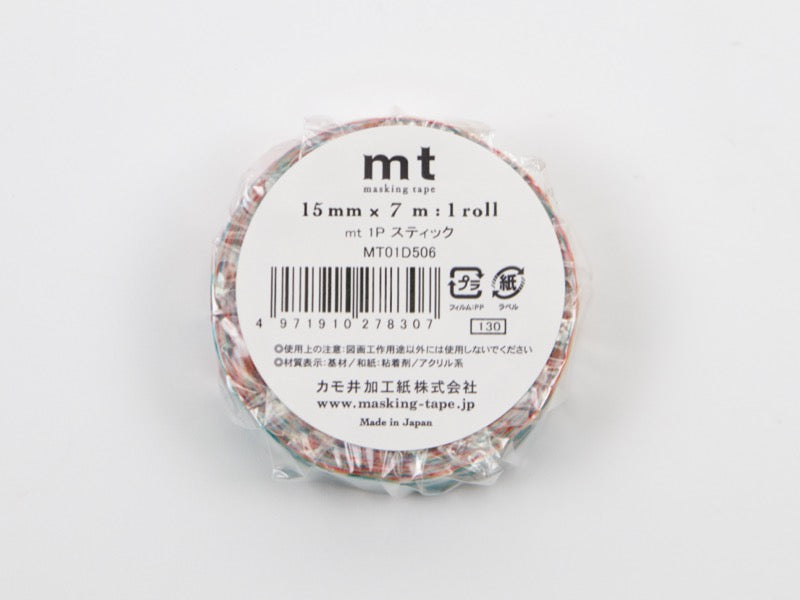 mt
masking tape
15mm x 7 m : 1 roll
mt 1P スティック
MT01D506
プラ 紙
フィルム:PP ラベル
4 971910 278307
130
◎使用上の注意:図画工作用途以外には使用しないでください
◎材質表示:基材/和紙:粘着剤/アクリル系
カモ井加工紙株式会社
www.masking-tape.jp
Made in Japan